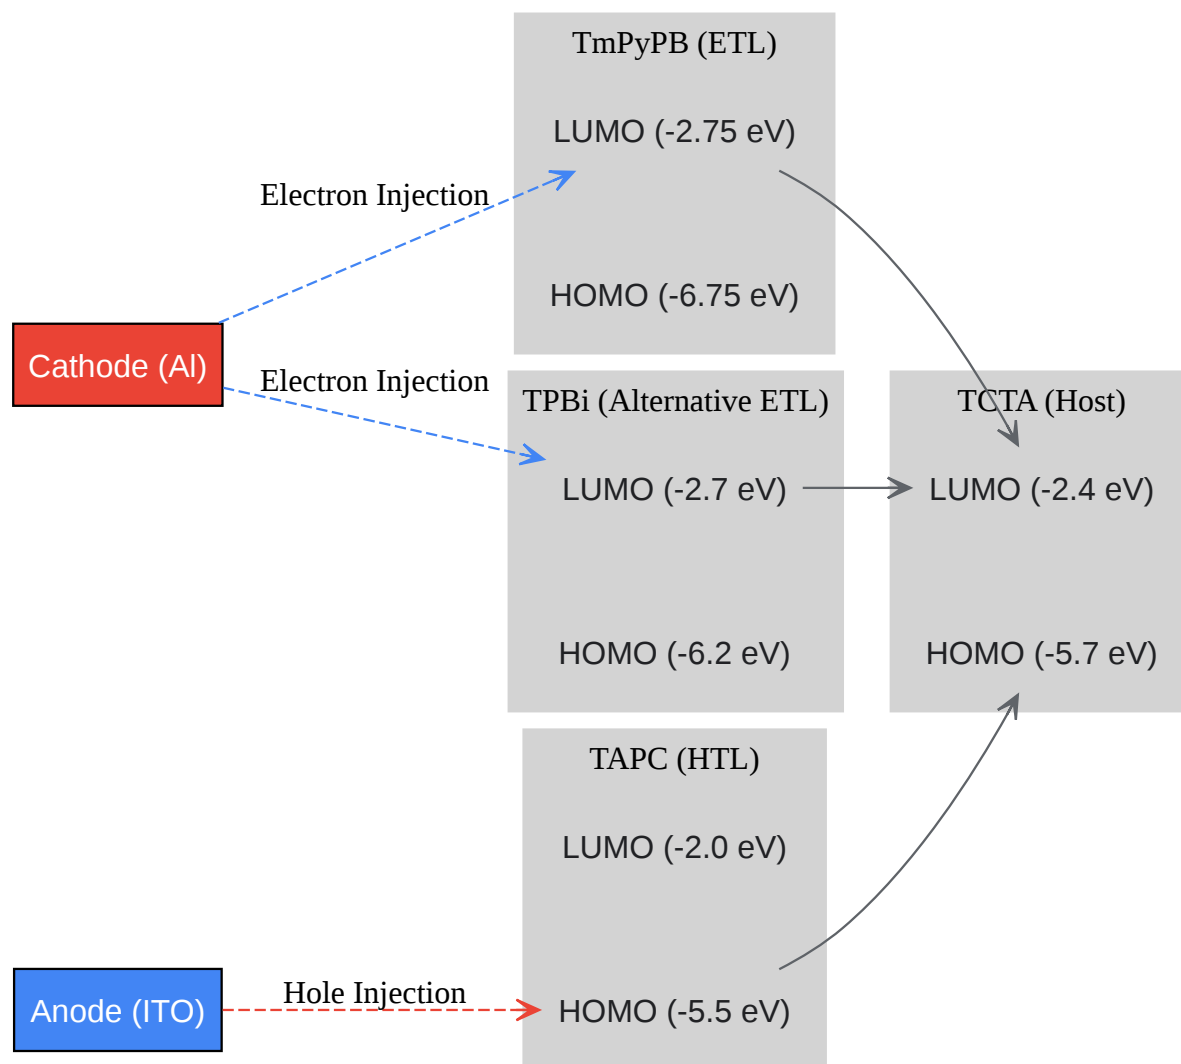 TmPyPB (ETL)
LUMO (-2.75 eV)
Electron Injection
HOMO (-6.75 eV)
Cathode (Al)
Electron Injection
TPBi (Alternative ETL)
TCTA (Host)
LUMO (-2.7 eV)
LUMO (-2.4 eV)
HOMO (-6.2 eV)
HOMO (-5.7 eV)
TAPC (HTL)
LUMO (-2.0 eV)
Hole Injection
Anode (ITO)
HOMO (-5.5 eV)